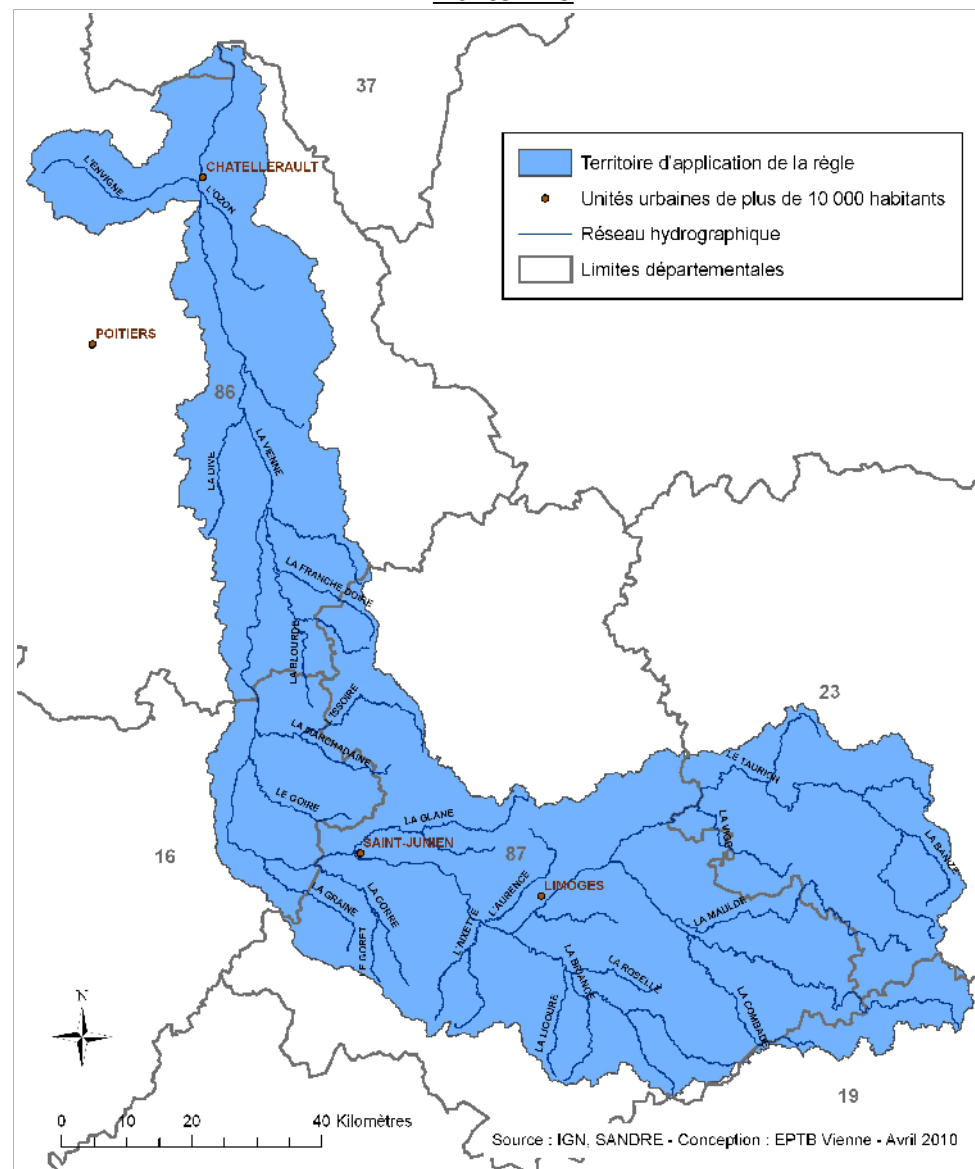 37
Territoire d'application de la règle
Unités urbaines de plus de 10 000 habitants
Réseau hydrographique
Limites départementales
L'ENVIGNE
CHATELLERAULT
L'OZON
POITIERS
86
LA VIENNE
LA DIVE
LA FRANCHE DOIRE
LA BLOURDE
L'ISSOIRE
23
LA MARCHADAINE
LE TAURION
LE GOIRE
LA GLANE
LA VIGE
LA BANIZE
SAINT-JUNIEN
16
87
LIMOGES
L'AURENCE
LA GRAINE
LA GORRE
LE GORET
L'AIXETTE
LA MAULDE
LA BRIANCE
LA ROSELLE
LA LIGOURE
LA COMBADE
N
19
0 10 20 40 Kilomètres
Source : IGN, SANDRE - Conception : EPTB Vienne - Avril 2010